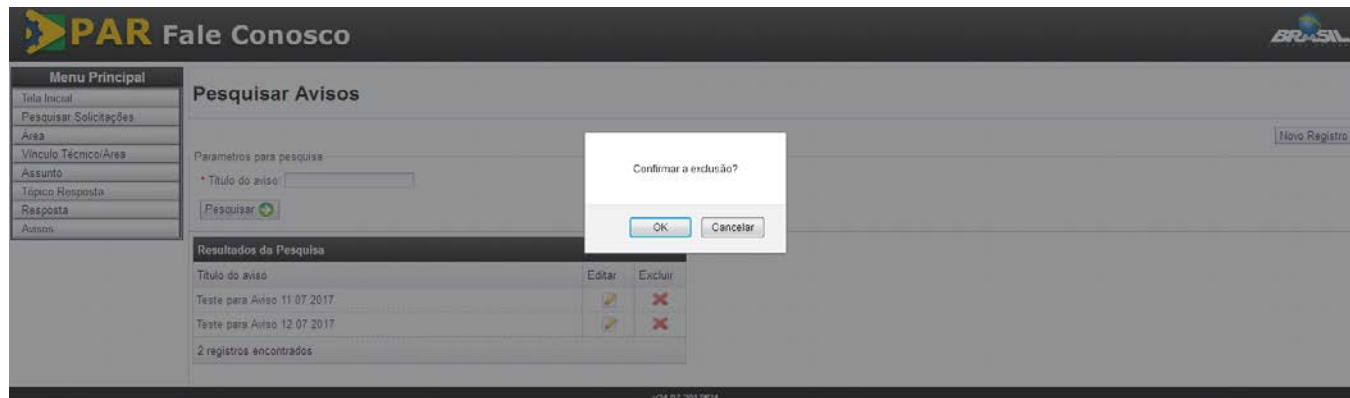 PAR Fale Conosco
BRASIL
Menu Principal
Tela Inicial
Pesquisar Solicitações
Área
Vínculo Técnico/Área
Assunto
Tópico Resposta
Resposta
Avisos
Pesquisar Avisos
Novo Registro
Parametros para pesquisa
* Título do aviso:
Pesquisar
Confirmar a exclusão?
OK Cancelar
Resultados da Pesquisa
Título do aviso Editar Excluir
Teste para Aviso 11 07 2017
Teste para Aviso 12 07 2017
2 registros encontrados